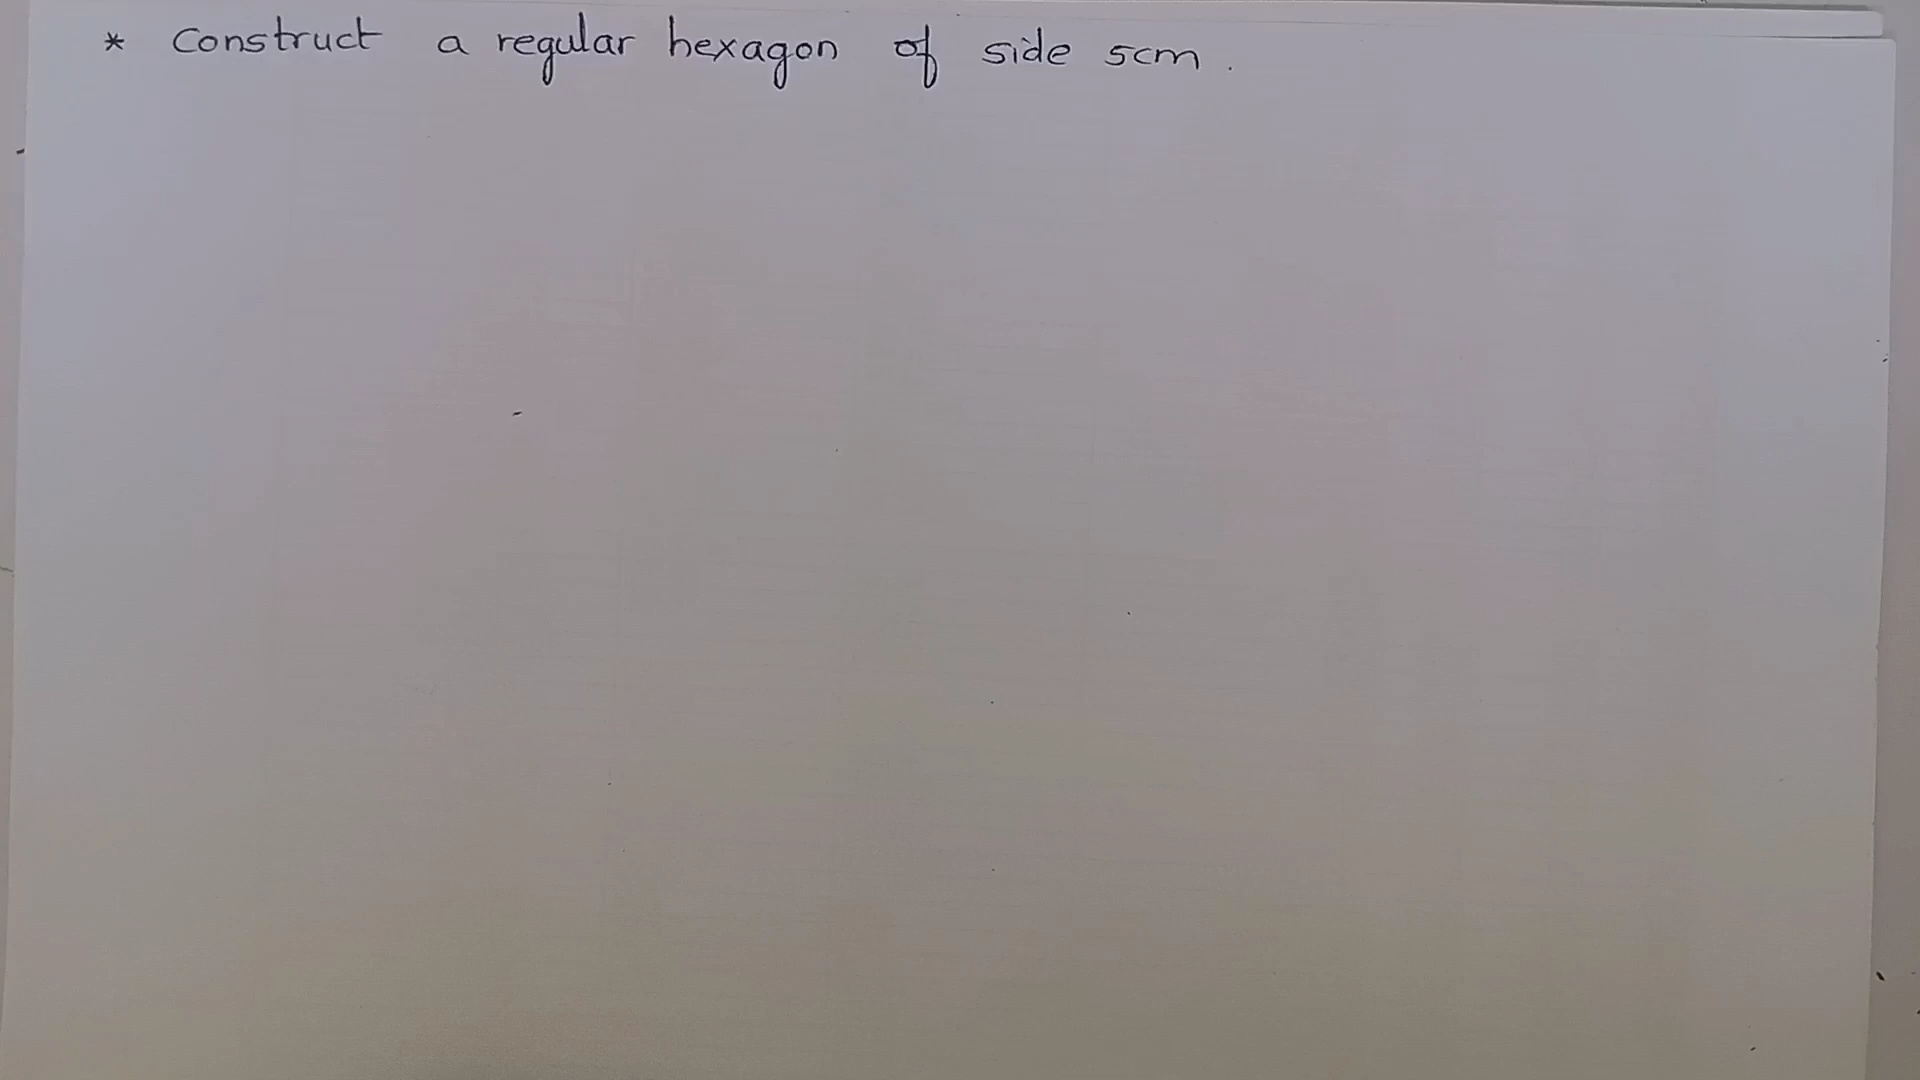 * Construct a regular hexagon of side 5cm.